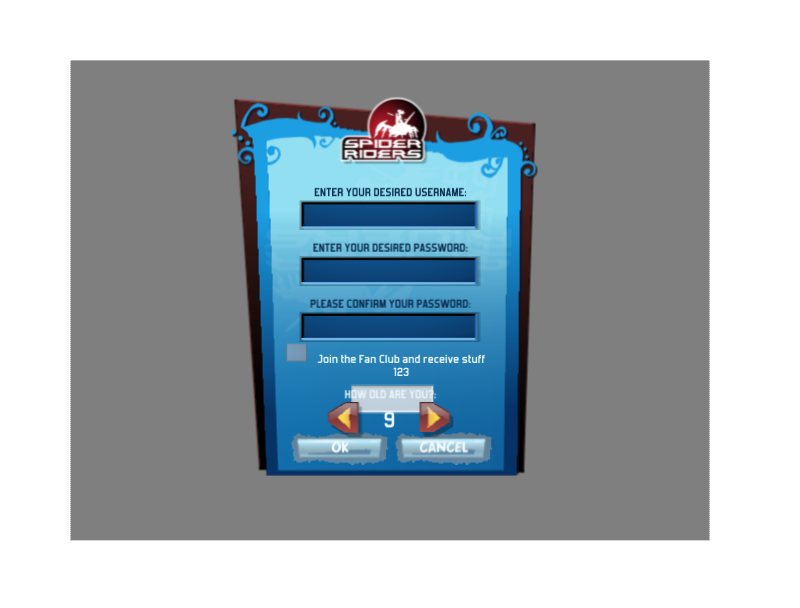 SPIDER
RIDERS
ENTER YOUR DESIRED USERNAME:
ENTER YOUR DESIRED PASSWORD:
PLEASE CONFIRM YOUR PASSWORD:
Join the Fan Club and receive stuff
123
HOW OLD ARE YOU?:
9
OK CANCEL